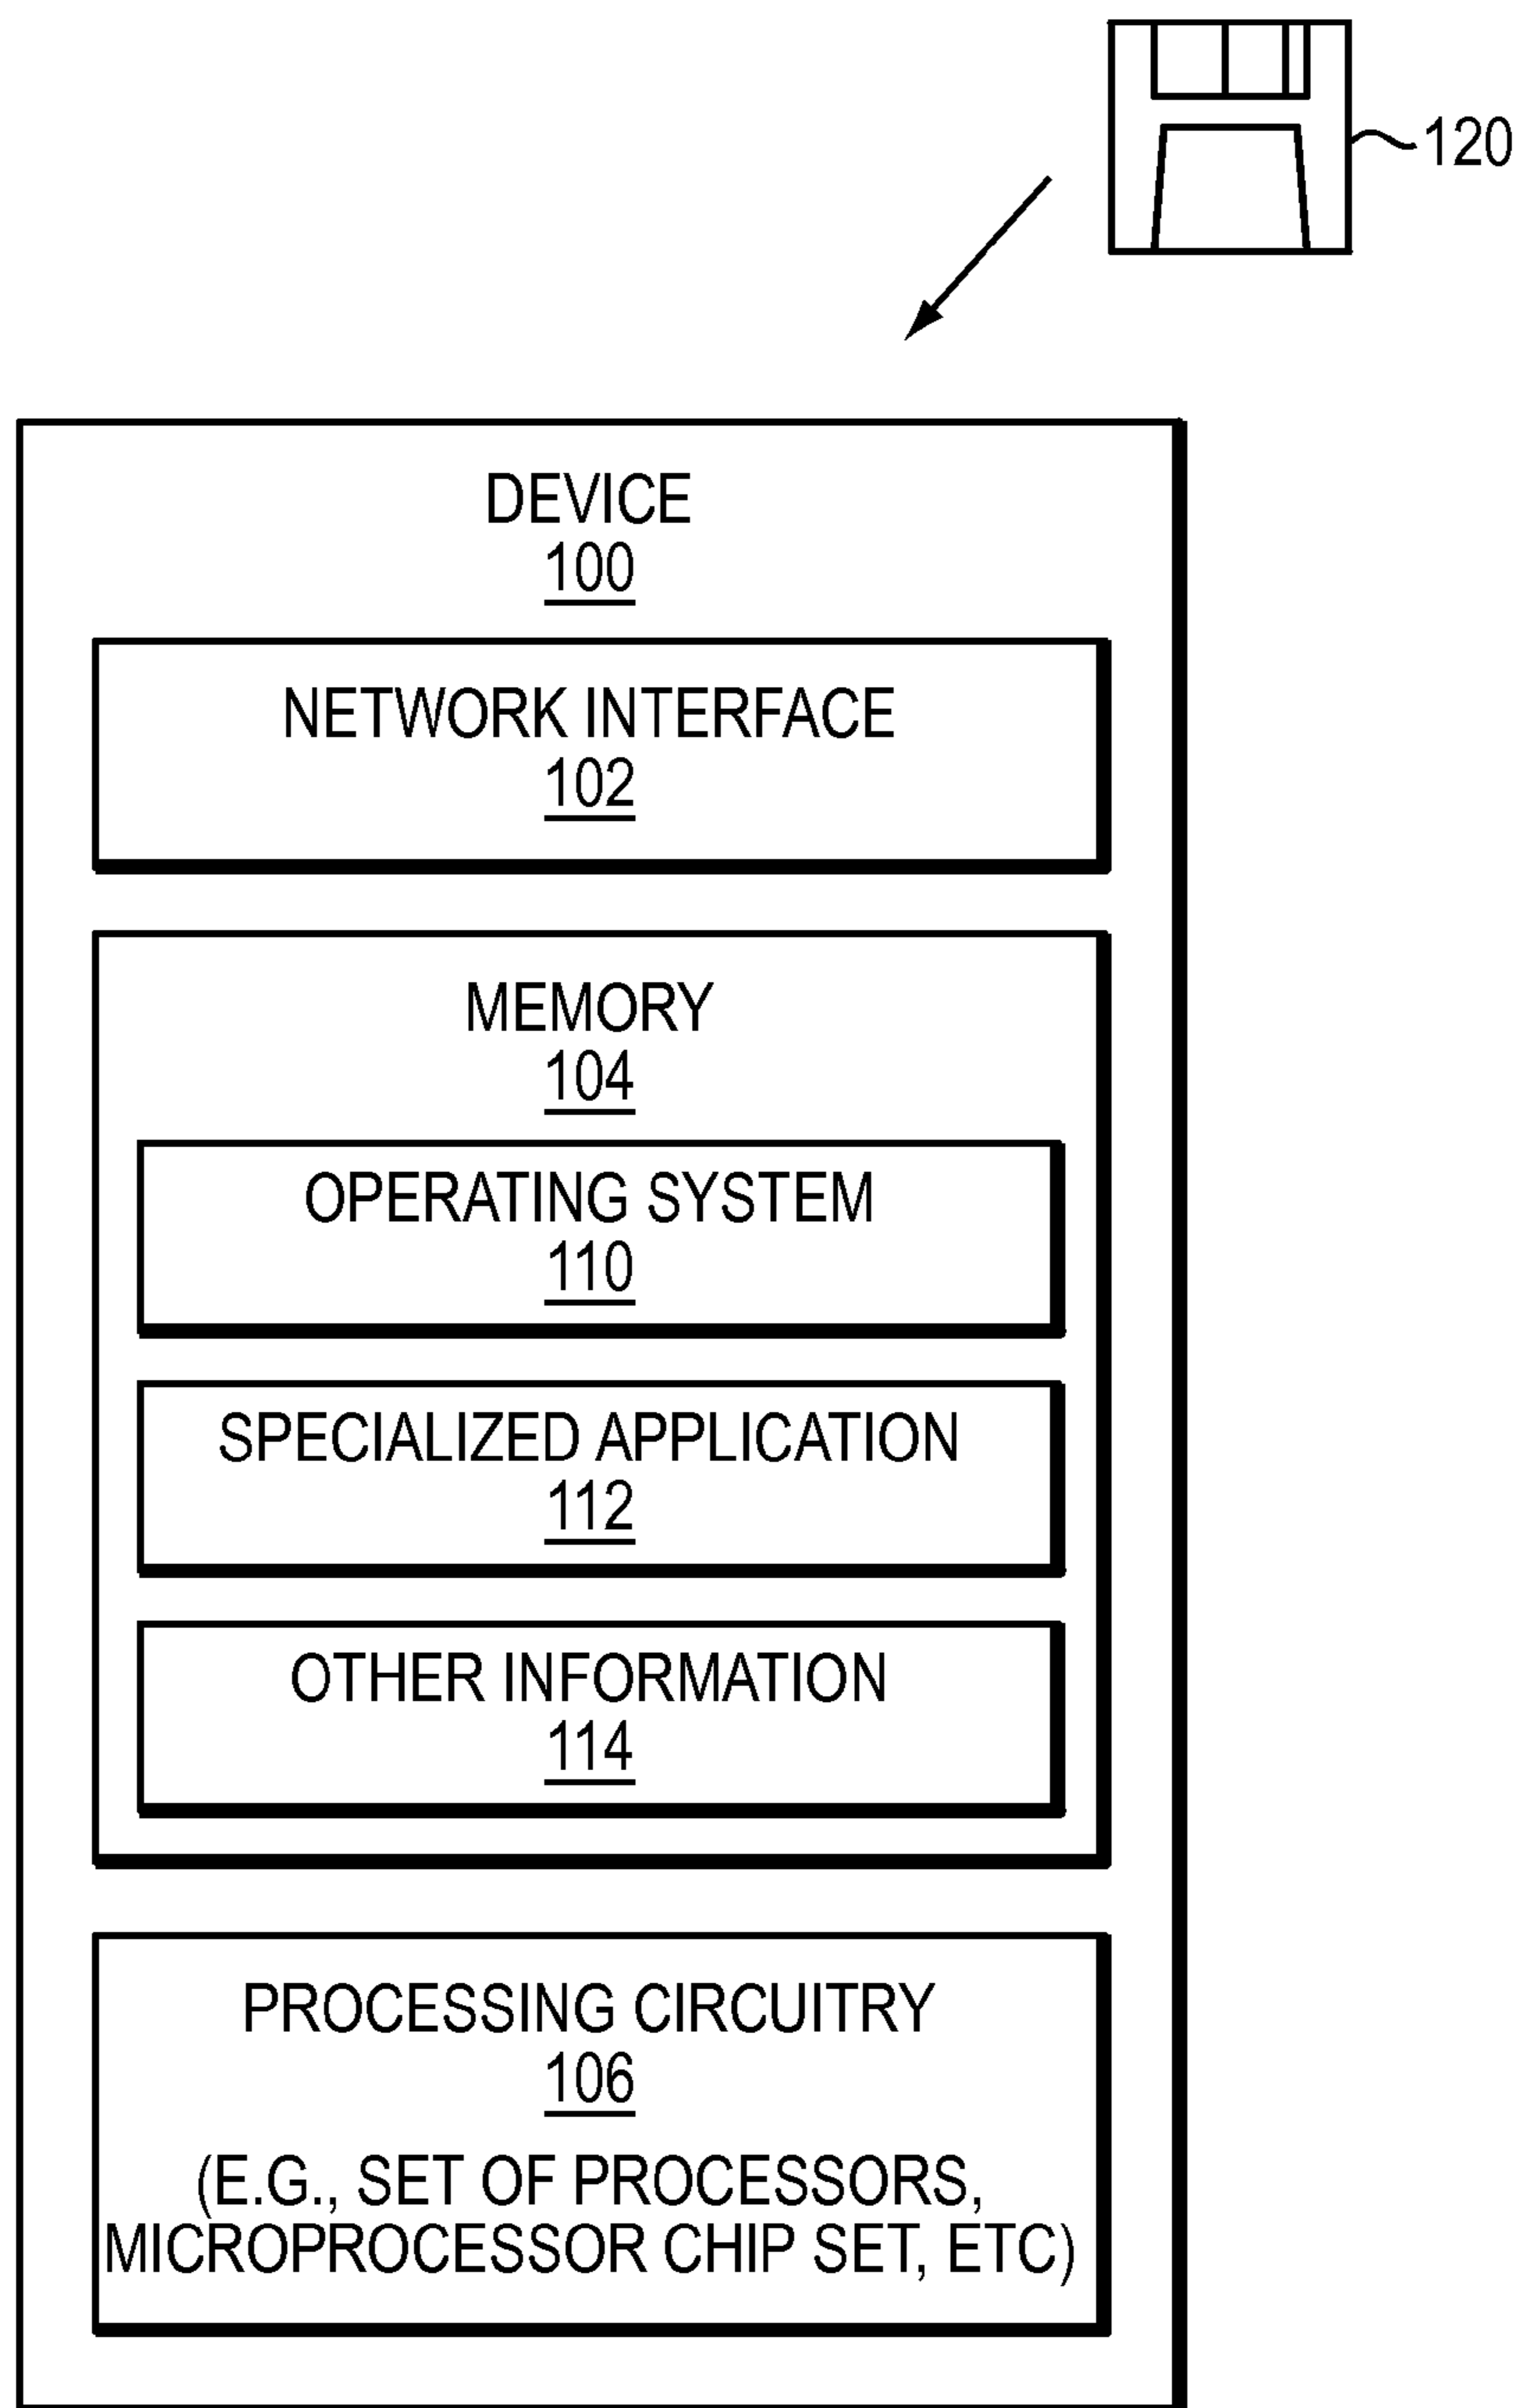 120
DEVICE
100
NETWORK INTERFACE
102
MEMORY
104
OPERATING SYSTEM
110
SPECIALIZED APPLICATION
112
OTHER INFORMATION
114
PROCESSING CIRCUITRY
106
(E.G., SET OF PROCESSORS,
MICROPROCESSOR CHIP SET, ETC)